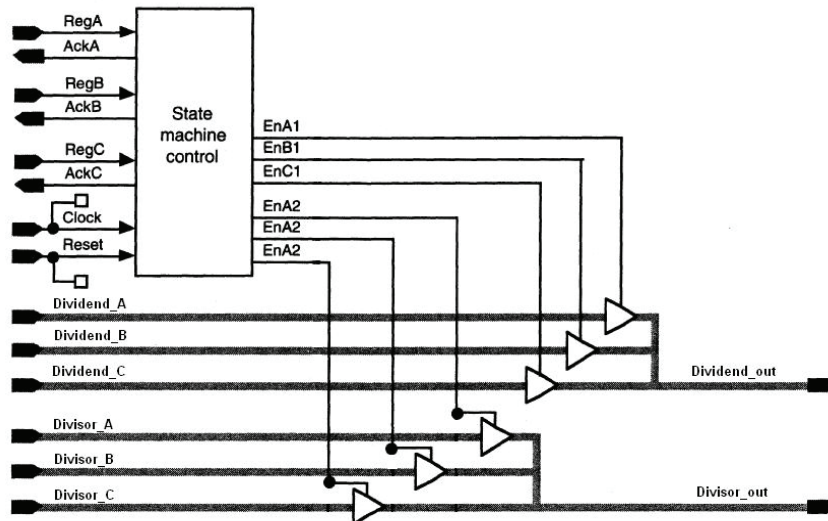 RegA
AckA
RegB
AckB
RegC
AckC
Clock
Reset
State
machine
control
EnA1
EnB1
EnC1
EnA2
EnA2
EnA2
Dividend_A
Dividend_B
Dividend_C
Dividend_out
Divisor_A
Divisor_B
Divisor_C
Divisor_out